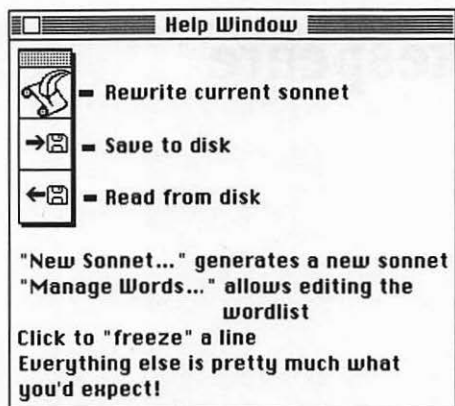 Help Window
– Rewrite current sonnet
– Save to disk
– Read from disk
"New Sonnet..." generates a new sonnet
"Manage Words..." allows editing the
wordlist
Click to "freeze" a line
Everything else is pretty much what
you'd expect!